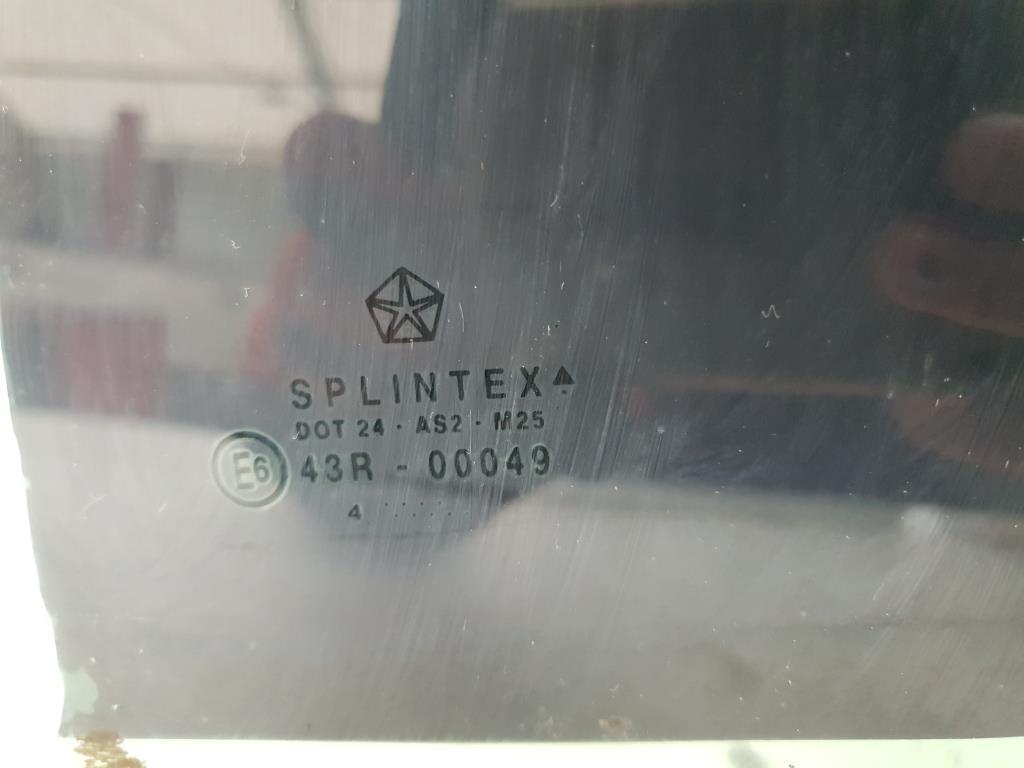 SPLINTEX
DOT 24 · AS2 · M25
E6 43R - 00049
4 .......